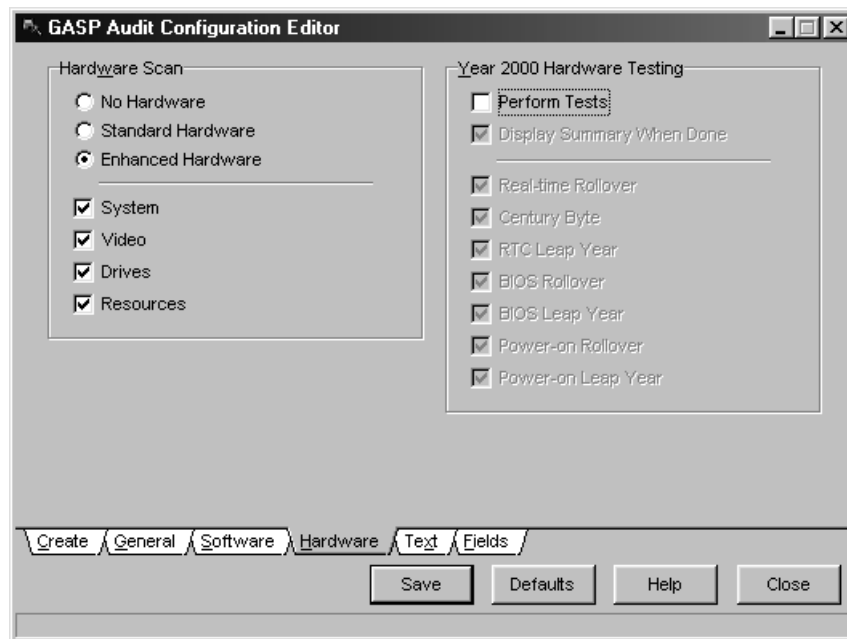 GASP Audit Configuration Editor
Hardware Scan
No Hardware
Standard Hardware
Enhanced Hardware
System
Video
Drives
Resources
Year 2000 Hardware Testing
Perform Tests
Display Summary When Done
Real-time Rollover
Century Byte
RTC Leap Year
BIOS Rollover
BIOS Leap Year
Power-on Rollover
Power-on Leap Year
Create General Software Hardware Text Fields
Save Defaults Help Close